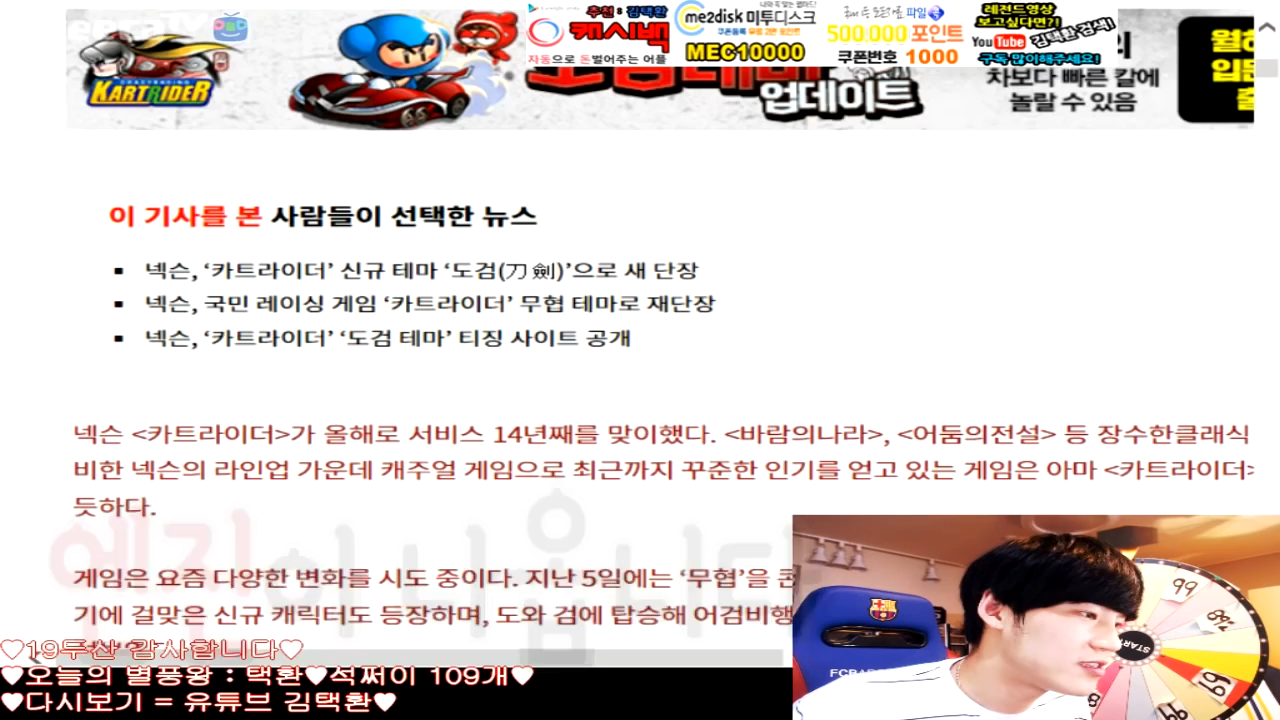 추천 : 김택환
캐시백
자동으로 돈벌어주는 어플
나와 꼭 맞는 웹하드
me2disk 미투디스크
MEC10000
파일
500,000 포인트
쿠폰번호 1000
레전드영상
보고싶다면?!
YouTube 김택환 검색!
구독 많이해주세요!
KARTRIDER
업데이트
차보다 빠른 칼에
놀랄 수 있음
이 기사를 본 사람들이 선택한 뉴스
▪ 넥슨, ‘카트라이더’ 신규 테마 ‘도검(刀 劍)’으로 새 단장
▪ 넥슨, 국민 레이싱 게임 ‘카트라이더’ 무협 테마로 재단장
▪ 넥슨, ‘카트라이더’ ‘도검 테마’ 티징 사이트 공개
넥슨 <카트라이더>가 올해로 서비스 14년째를 맞이했다. <바람의나라>, <어둠의전설> 등 장수한클래식
비한 넥슨의 라인업 가운데 캐주얼 게임으로 최근까지 꾸준한 인기를 얻고 있는 게임은 아마 <카트라이더>
듯하다.
게임은 요즘 다양한 변화를 시도 중이다. 지난 5일에는 ‘무협’을
기에 걸맞은 신규 캐릭터도 등장하며, 도와 검에 탑승해 어검비행
♡19두산 감사합니다♡
♥오늘의 별풍왕 : 택환♥석쩌이 109개♥
♥다시보기 = 유튜브 김택환♥
99
START
69